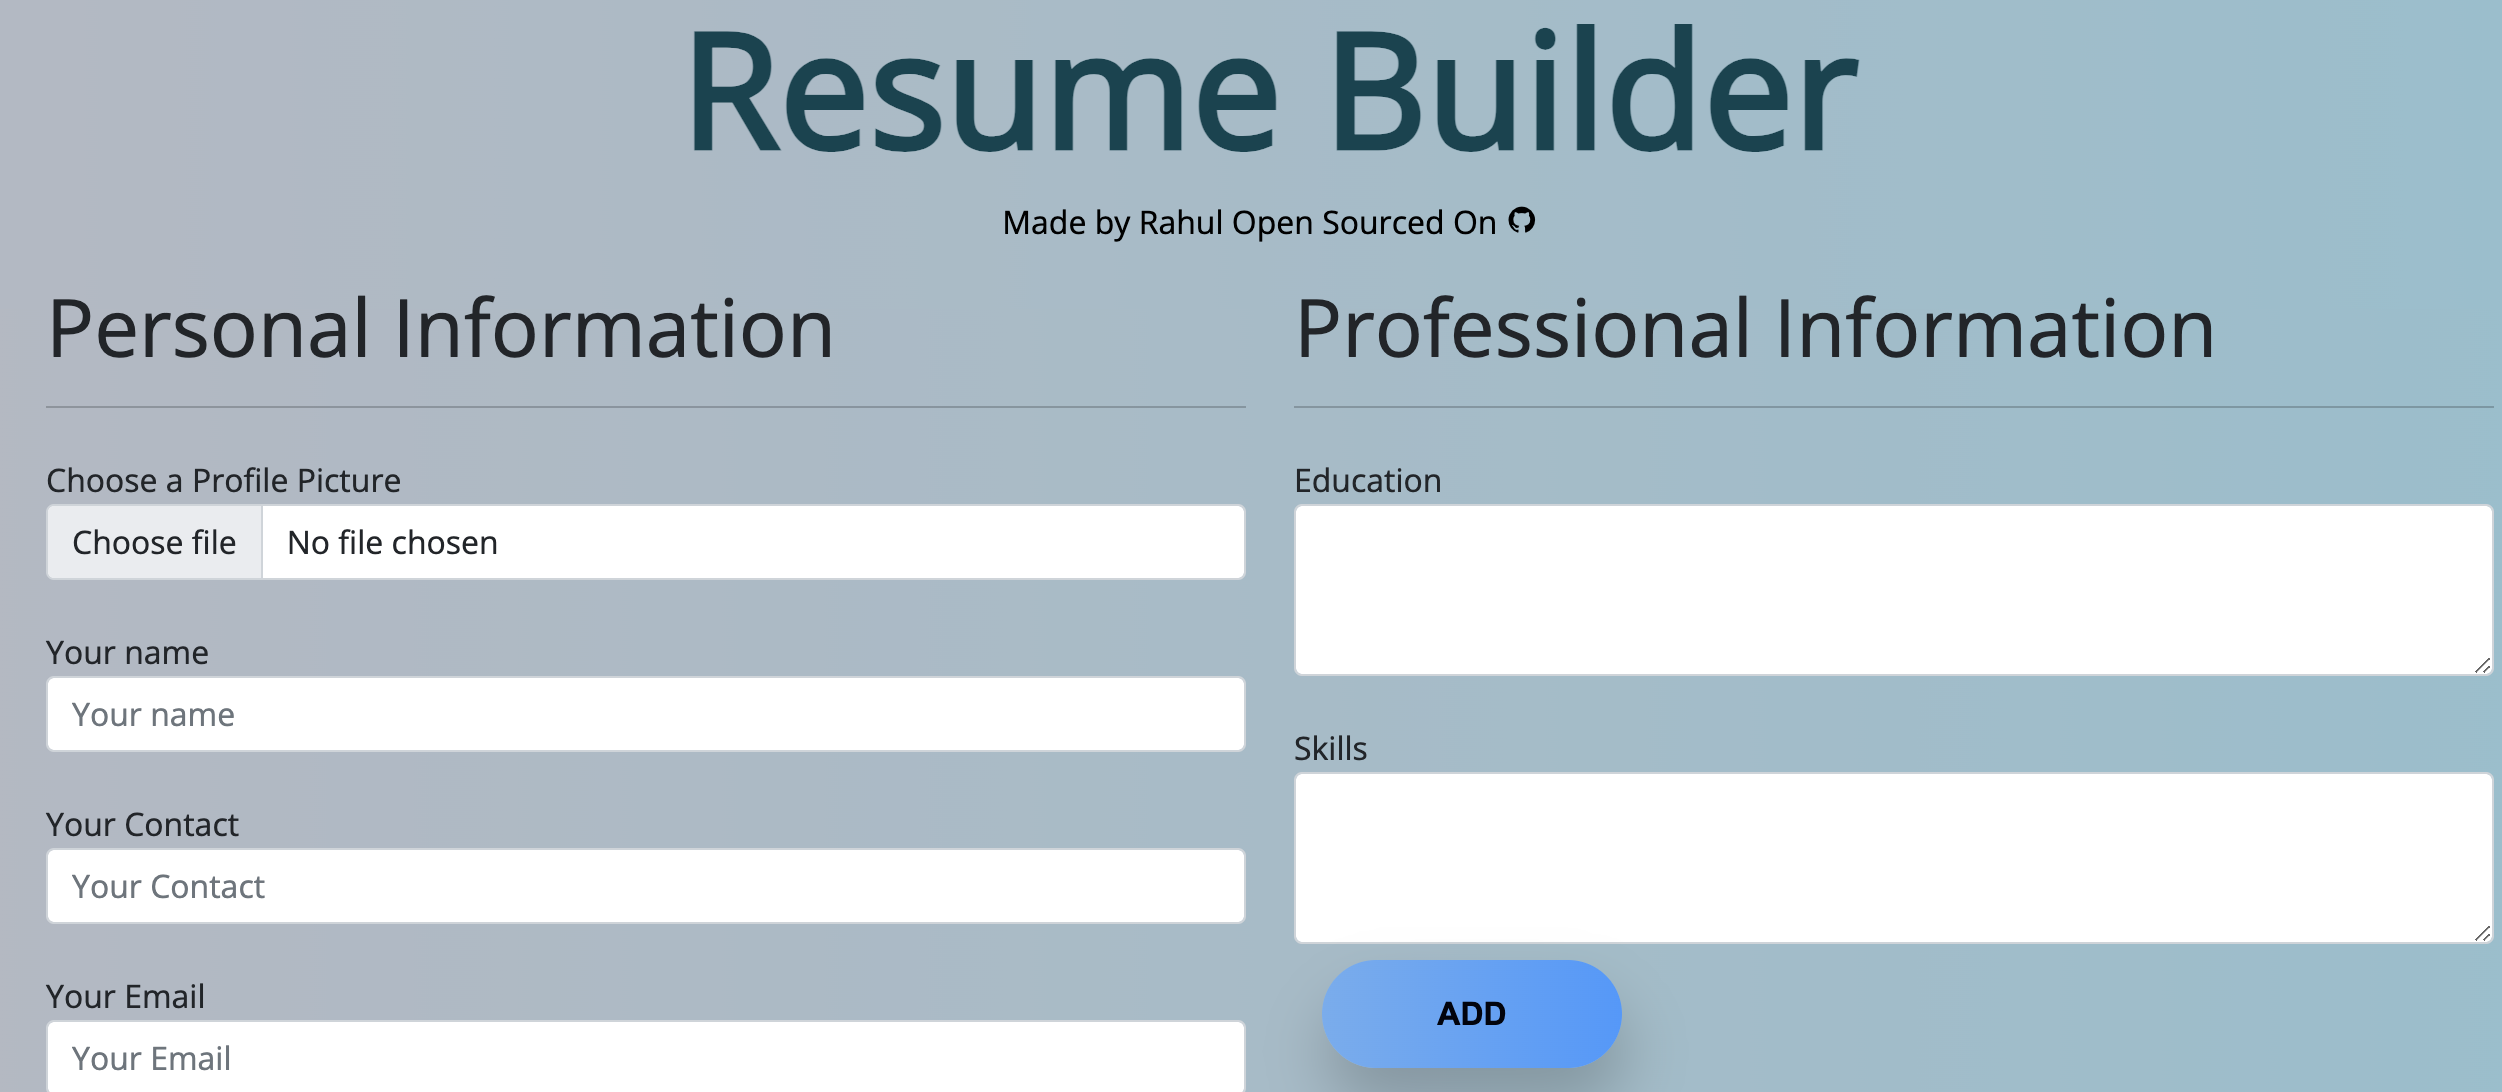 Resume Builder
Made by Rahul Open Sourced On
Personal Information
Choose a Profile Picture
Choose file No file chosen
Your name
Your name
Your Contact
Your Contact
Your Email
Your Email
Professional Information
Education
Skills
ADD